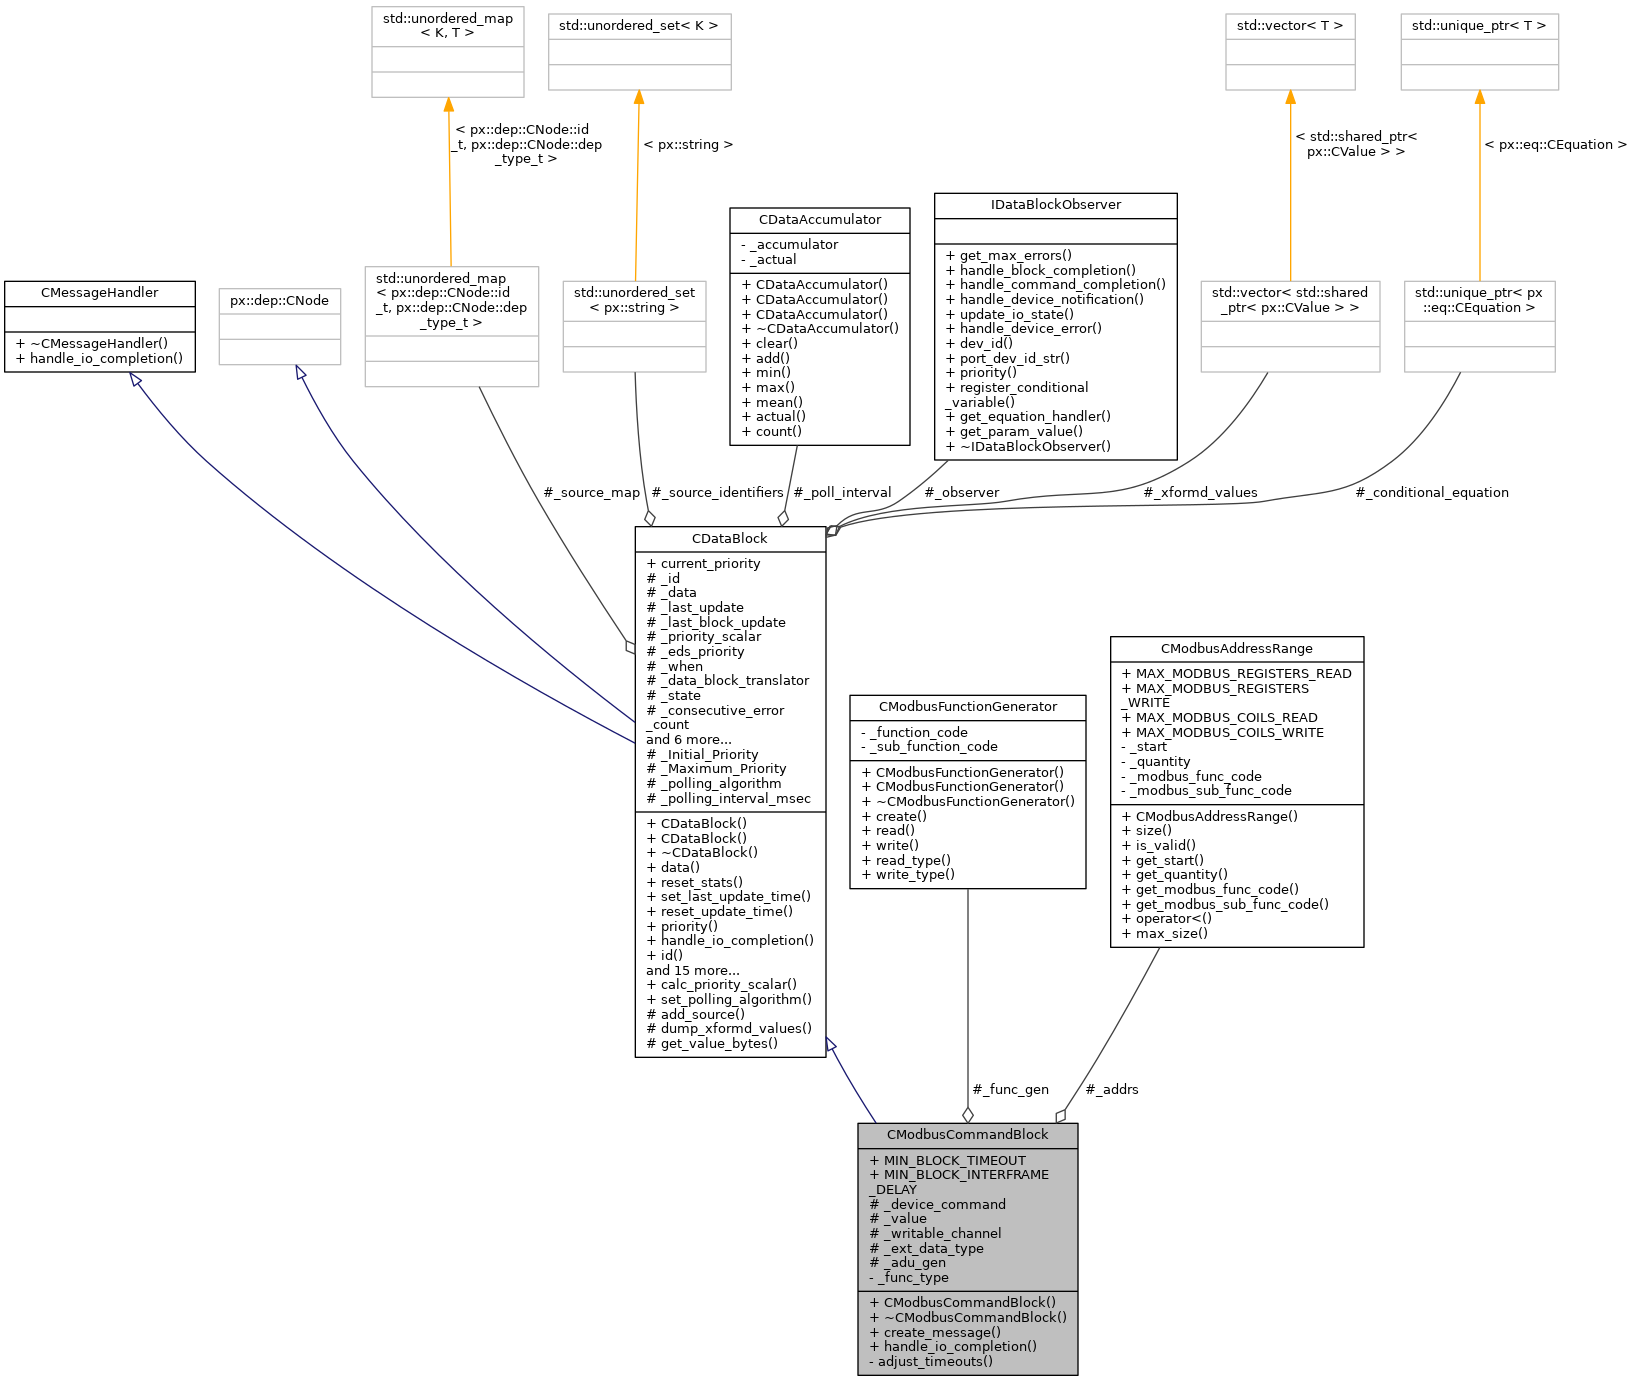 std::unordered_map
< K, T >
std::unordered_set< K >
std::vector< T >
std::unique_ptr< T >
< px::dep::CNode::id
_t, px::dep::CNode::dep
_type_t >
< px::string >
< std::shared_ptr<
px::CValue > >
< px::eq::CEquation >
CMessageHandler
+ ~CMessageHandler()
+ handle_io_completion()
px::dep::CNode
std::unordered_map
< px::dep::CNode::id
_t, px::dep::CNode::dep
_type_t >
std::unordered_set
< px::string >
CDataAccumulator
- _accumulator
- _actual
+ CDataAccumulator()
+ CDataAccumulator()
+ CDataAccumulator()
+ ~CDataAccumulator()
+ clear()
+ add()
+ min()
+ max()
+ mean()
+ actual()
+ count()
IDataBlockObserver
+ get_max_errors()
+ handle_block_completion()
+ handle_command_completion()
+ handle_device_notification()
+ update_io_state()
+ handle_device_error()
+ dev_id()
+ port_dev_id_str()
+ priority()
+ register_conditional
_variable()
+ get_equation_handler()
+ get_param_value()
+ ~IDataBlockObserver()
std::vector< std::shared
_ptr< px::CValue > >
std::unique_ptr< px
::eq::CEquation >
#_source_map
#_source_identifiers
#_poll_interval
#_observer
#_xformd_values
#_conditional_equation
CDataBlock
+ current_priority
# _id
# _data
# _last_update
# _last_block_update
# _priority_scalar
# _eds_priority
# _when
# _data_block_translator
# _state
# _consecutive_error
_count
and 6 more...
# _Initial_Priority
# _Maximum_Priority
# _polling_algorithm
# _polling_interval_msec
+ CDataBlock()
+ CDataBlock()
+ ~CDataBlock()
+ data()
+ reset_stats()
+ set_last_update_time()
+ reset_update_time()
+ priority()
+ handle_io_completion()
+ id()
and 15 more...
+ calc_priority_scalar()
+ set_polling_algorithm()
# add_source()
# dump_xformd_values()
# get_value_bytes()
CModbusFunctionGenerator
- _function_code
- _sub_function_code
+ CModbusFunctionGenerator()
+ CModbusFunctionGenerator()
+ ~CModbusFunctionGenerator()
+ create()
+ read()
+ write()
+ read_type()
+ write_type()
CModbusAddressRange
+ MAX_MODBUS_REGISTERS_READ
+ MAX_MODBUS_REGISTERS
_WRITE
+ MAX_MODBUS_COILS_READ
+ MAX_MODBUS_COILS_WRITE
- _start
- _quantity
- _modbus_func_code
- _modbus_sub_func_code
+ CModbusAddressRange()
+ size()
+ is_valid()
+ get_start()
+ get_quantity()
+ get_modbus_func_code()
+ get_modbus_sub_func_code()
+ operator<()
+ max_size()
#_func_gen
#_addrs
CModbusCommandBlock
+ MIN_BLOCK_TIMEOUT
+ MIN_BLOCK_INTERFRAME
_DELAY
# _device_command
# _value
# _writable_channel
# _ext_data_type
# _adu_gen
- _func_type
+ CModbusCommandBlock()
+ ~CModbusCommandBlock()
+ create_message()
+ handle_io_completion()
- adjust_timeouts()